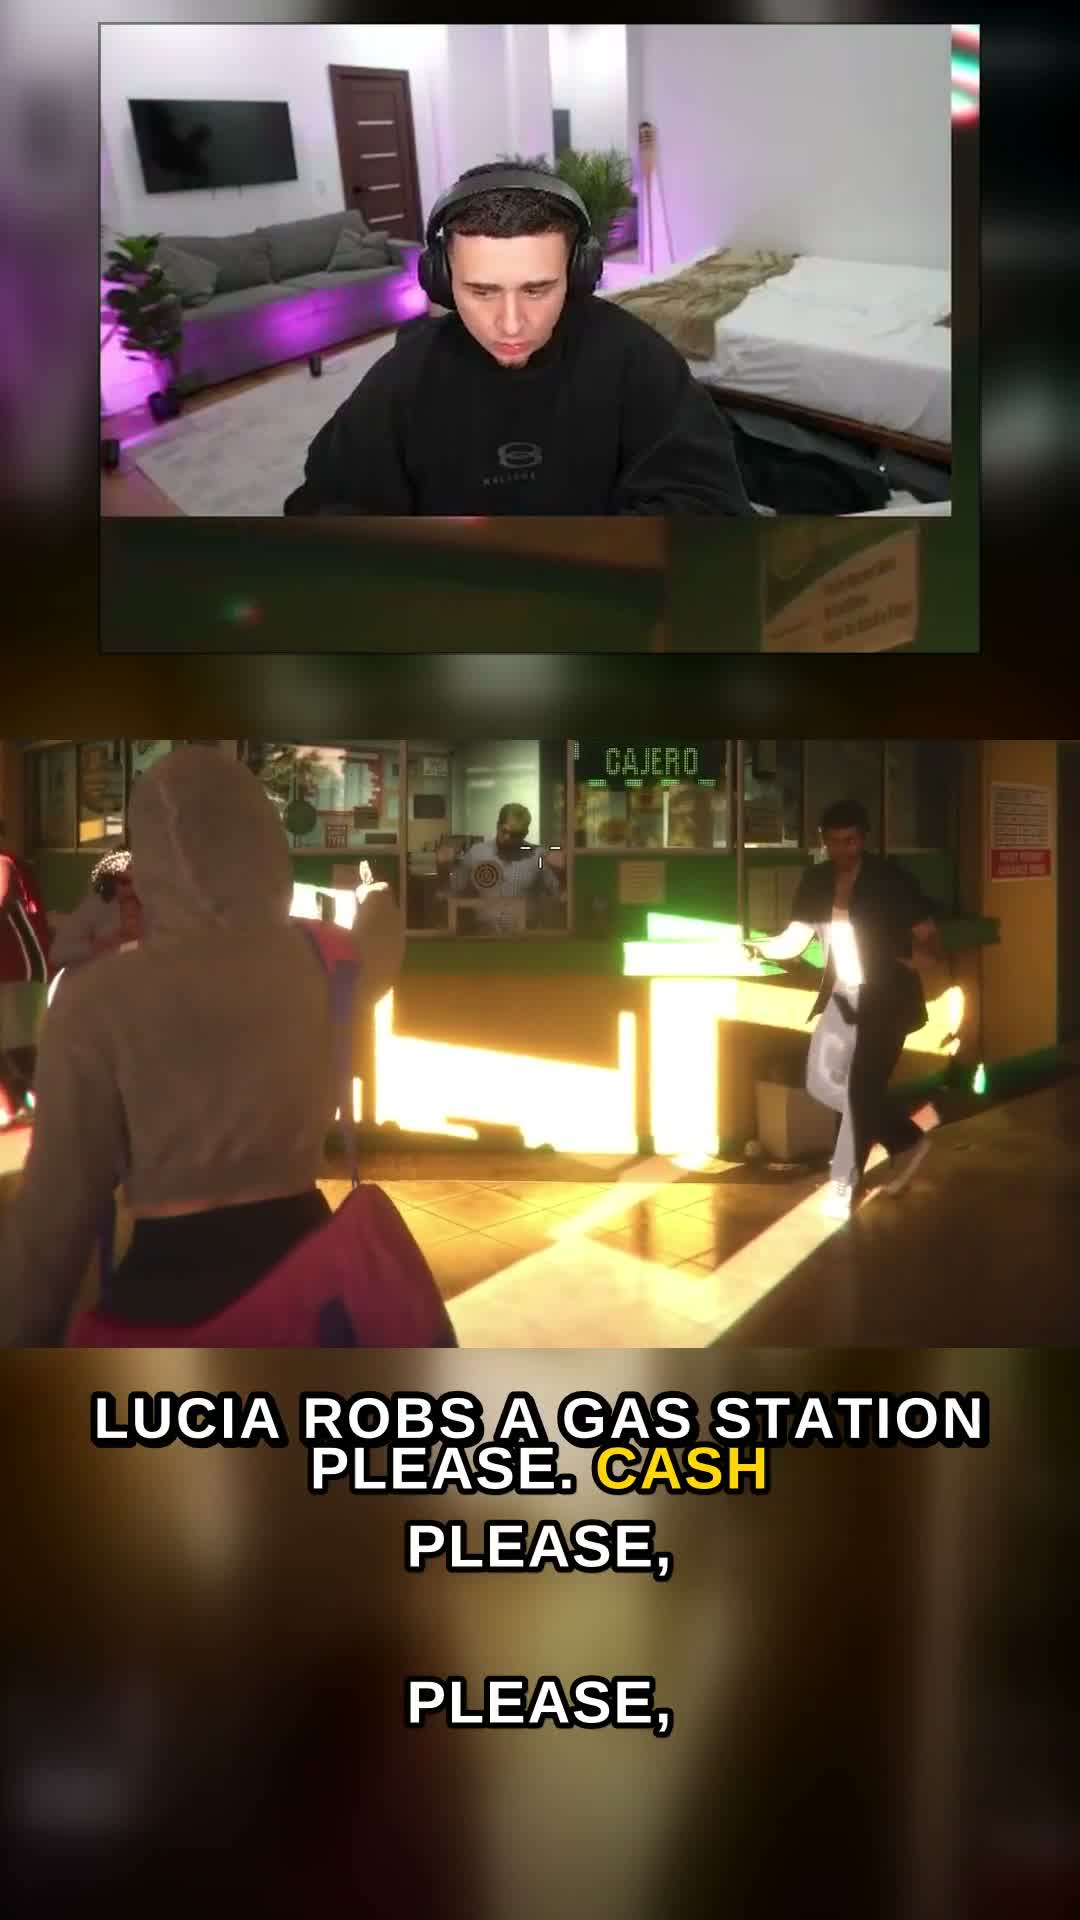 CAJERO
LUCIA ROBS A GAS STATION
PLEASE. CASH
PLEASE,
PLEASE,